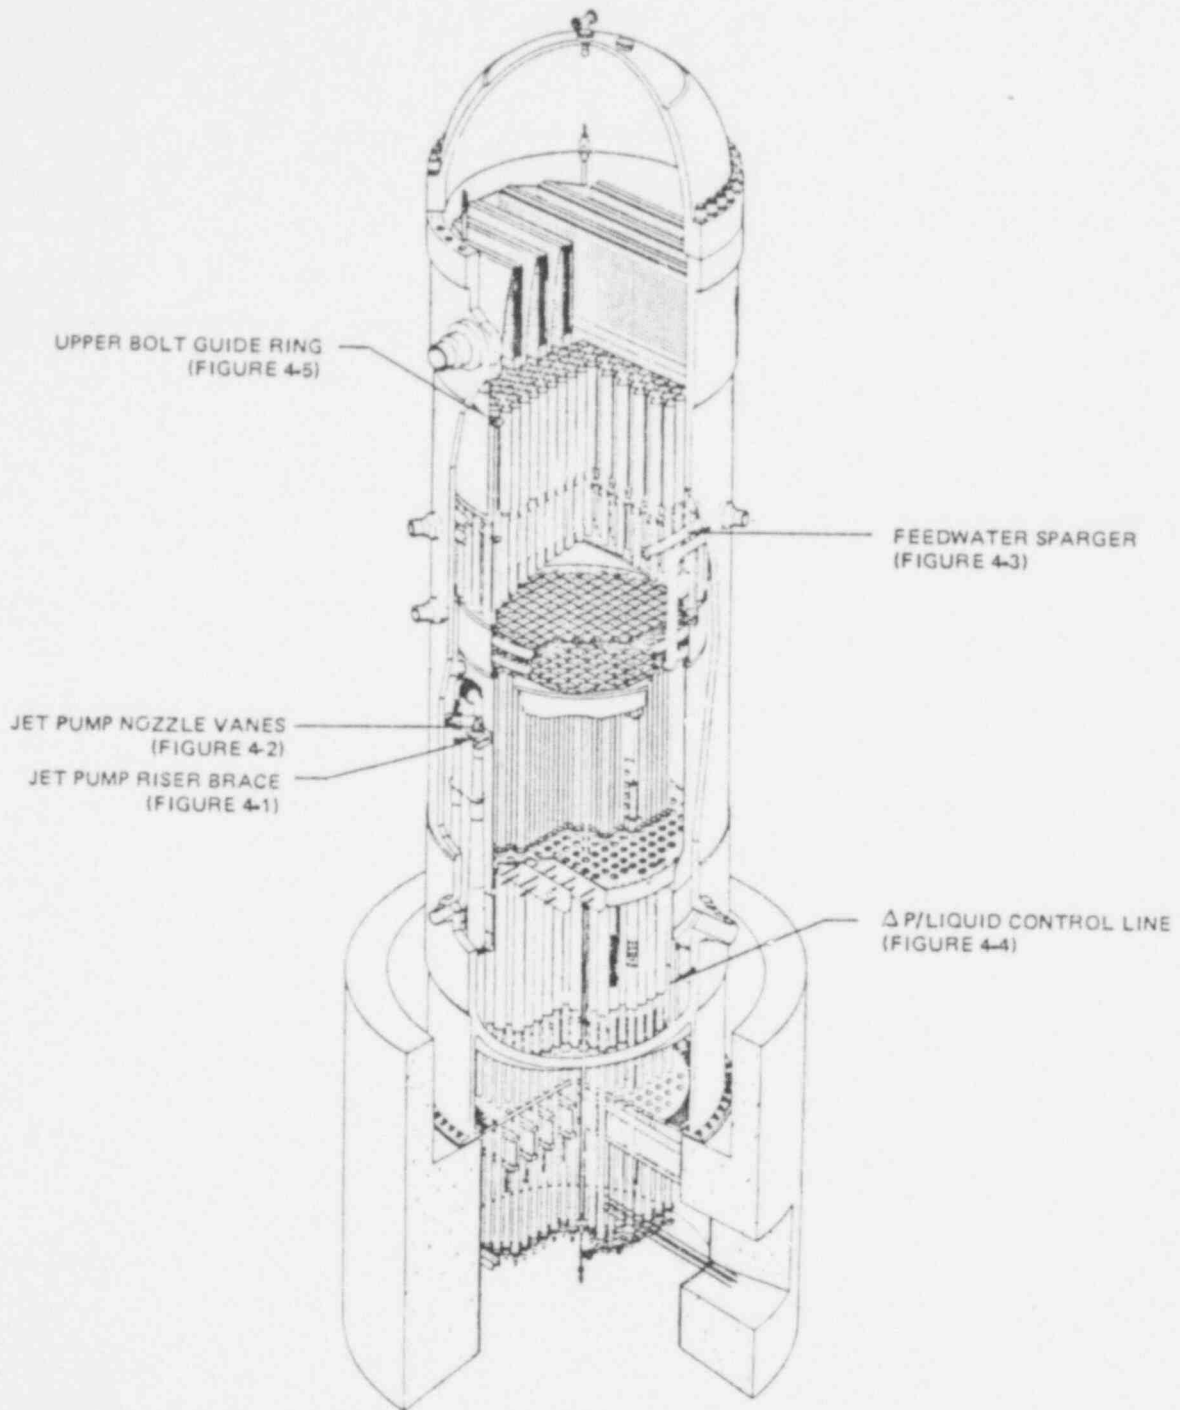 UPPER BOLT GUIDE RING
(FIGURE 4-5)
FEEDWATER SPARGER
(FIGURE 4-3)
JET PUMP NOZZLE VANES
(FIGURE 4-2)
JET PUMP RISER BRACE
(FIGURE 4-1)
Δ P/LIQUID CONTROL LINE
(FIGURE 4-4)